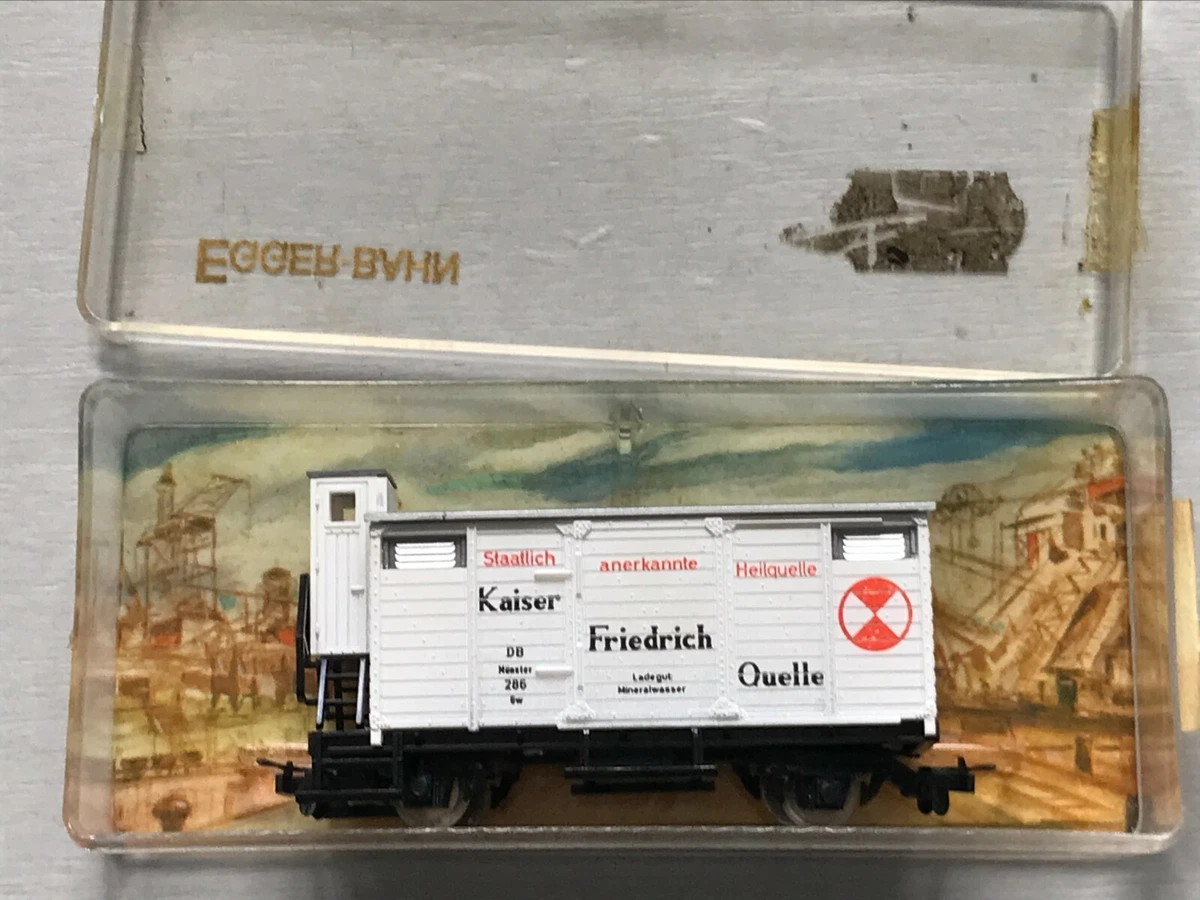 EGGER-BAHN
Staatlich anerkannte Heilquelle
Kaiser
Friedrich
Quelle
DB
Münster
286
Gw
Ladegut:
Mineralwasser